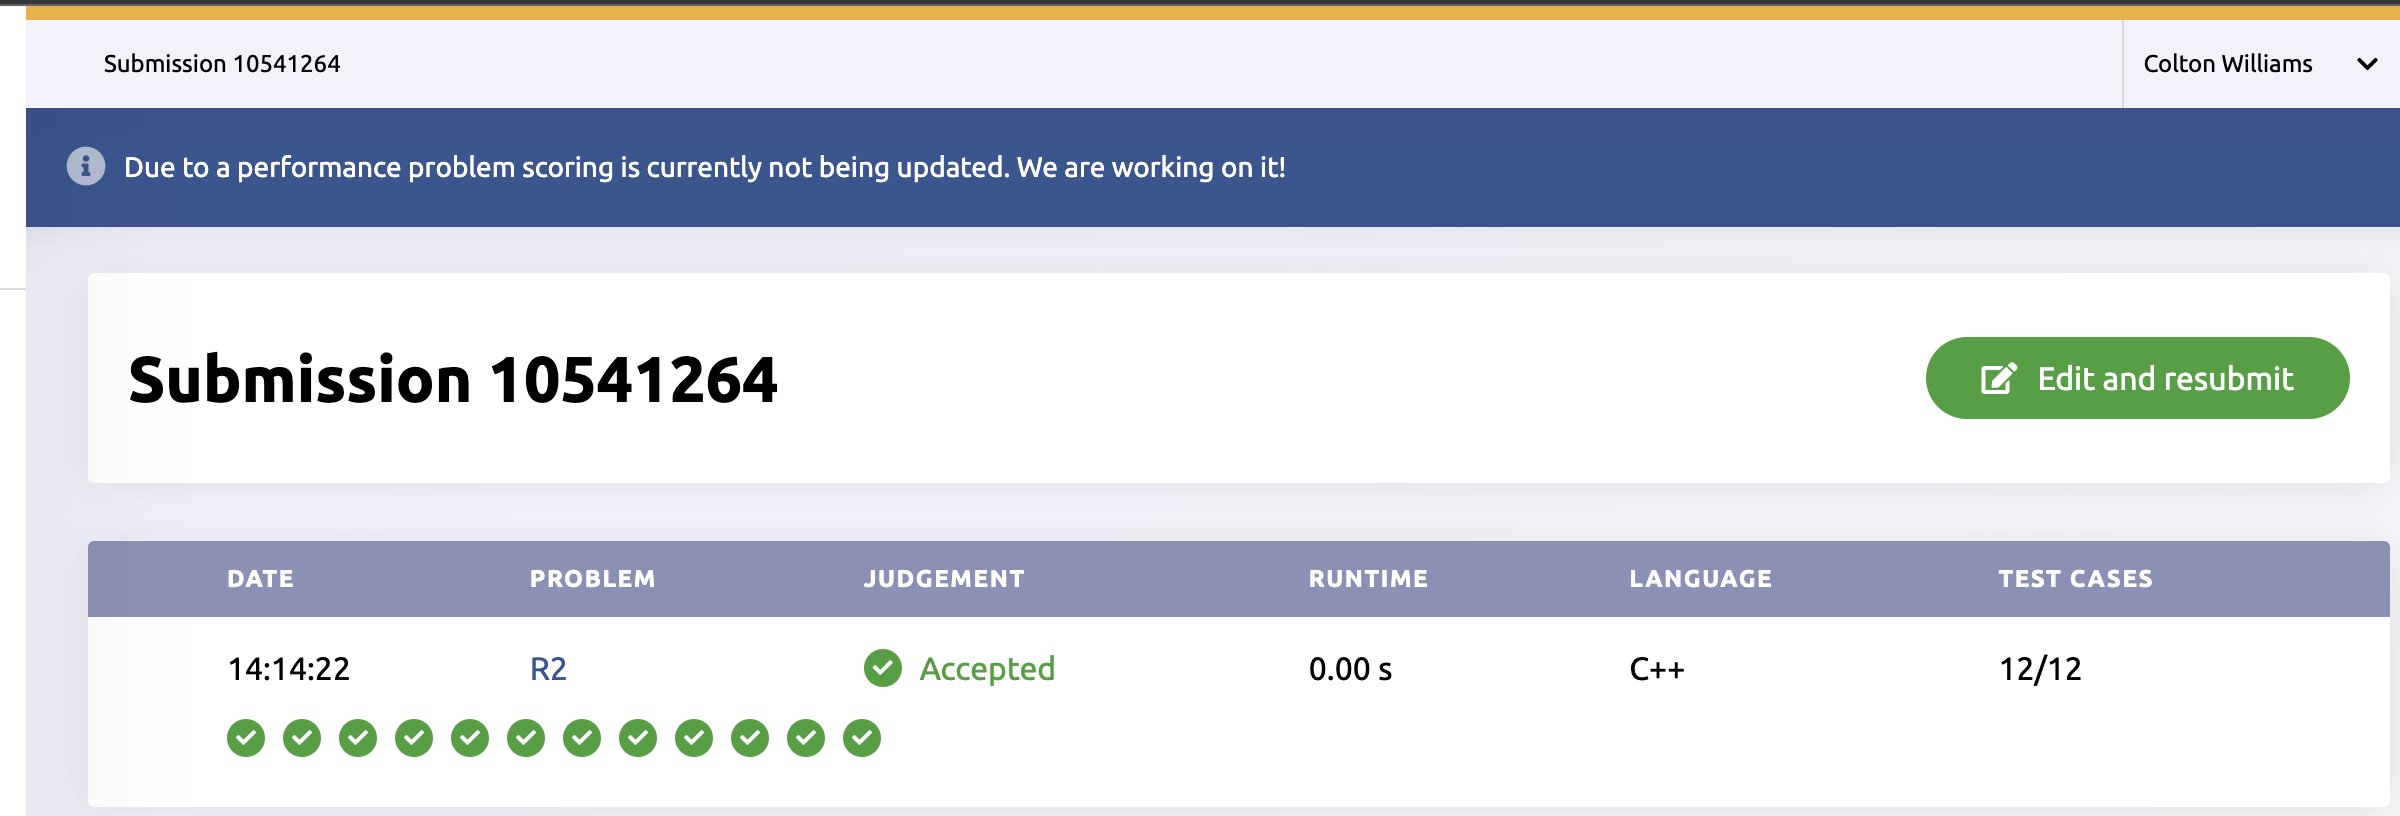 Submission 10541264
Colton Williams
Due to a performance problem scoring is currently not being updated. We are working on it!
Submission 10541264
Edit and resubmit
DATE PROBLEM JUDGEMENT RUNTIME LANGUAGE TEST CASES
14:14:22 R2 Accepted 0.00 s C++ 12/12